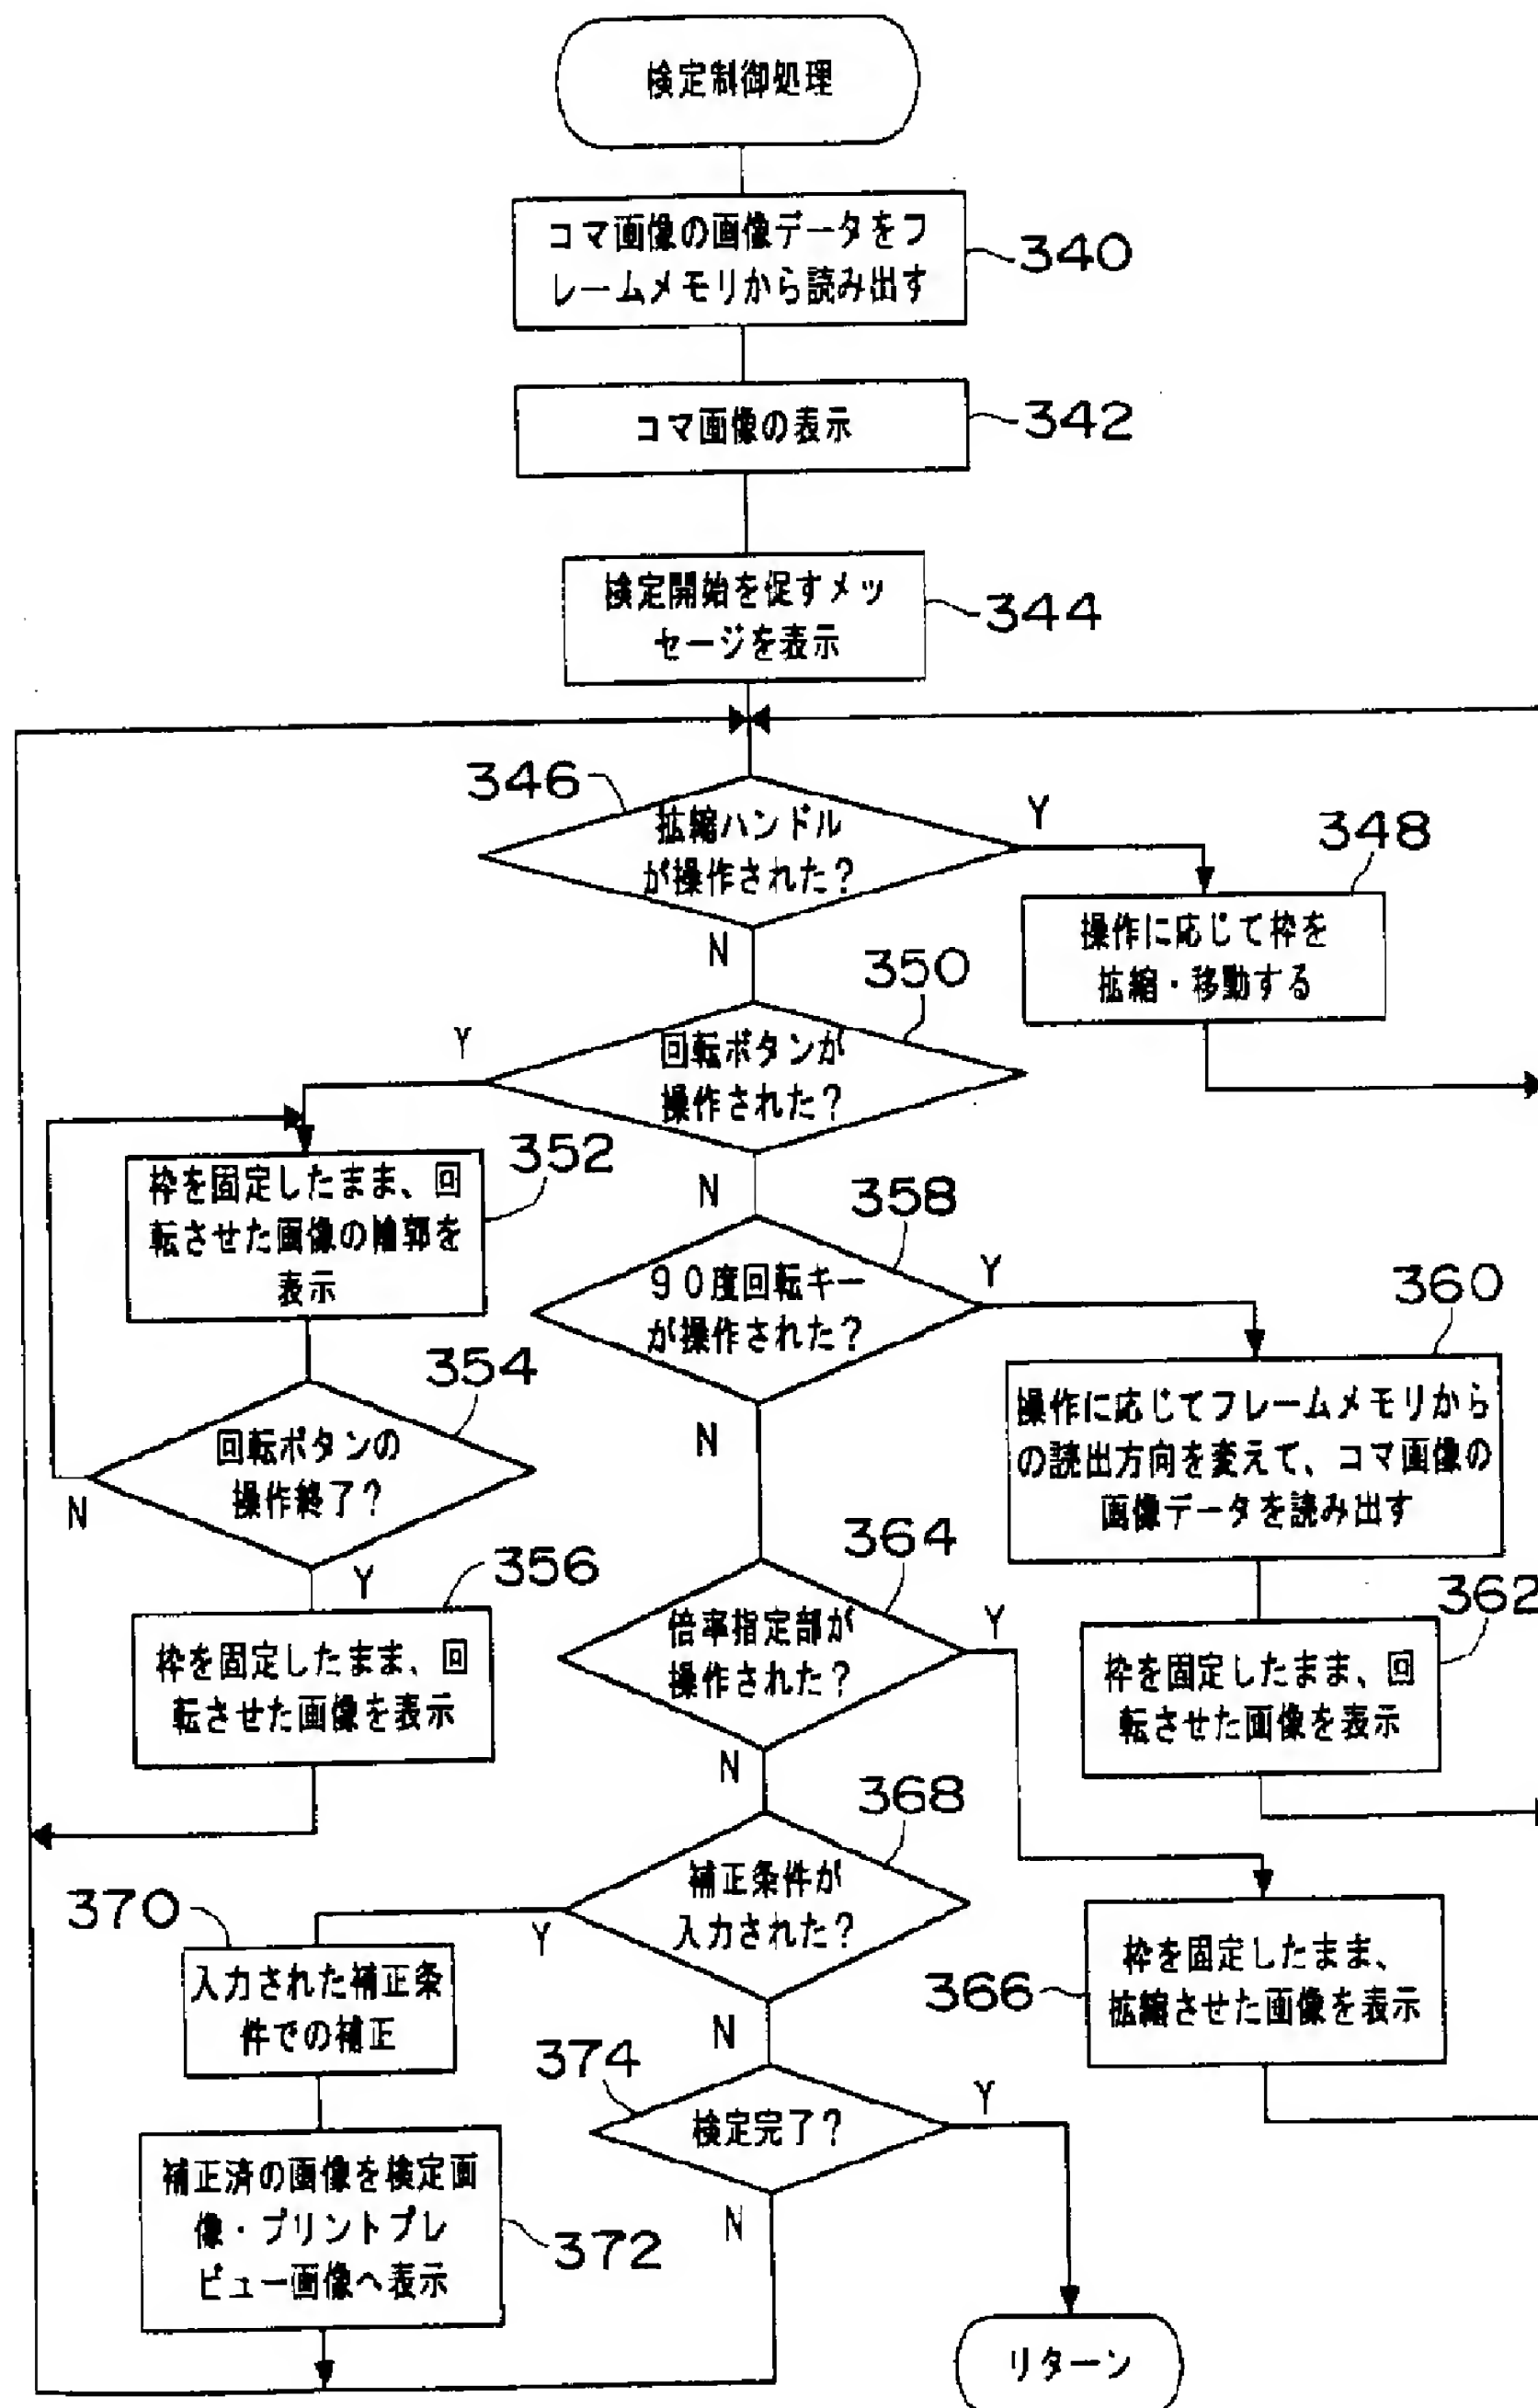 検定制御処理
コマ画像の画像データをフ
レームメモリから読み出す
340
コマ画像の表示
342
検定開始を促すメッ
セージを表示
344
346
拡縮ハンドル
が操作された?
Y
N
348
操作に応じて枠を
拡縮・移動する
350
回転ボタンが
操作された?
Y
N
352
枠を固定したまま、回
転させた画像の輪郭を
表示
354
回転ボタンの
操作終了?
N
Y
356
枠を固定したまま、回
転させた画像を表示
358
90度回転キー
が操作された?
Y
N
360
操作に応じてフレームメモリから
の読出方向を変えて、コマ画像の
画像データを読み出す
362
枠を固定したまま、回
転させた画像を表示
364
倍率指定部が
操作された?
Y
N
366
枠を固定したまま、
拡縮させた画像を表示
368
補正条件が
入力された?
Y
N
370
入力された補正条
件での補正
372
補正済の画像を検定画
像・プリントプレ
ビュー画像へ表示
374
検定完了?
Y
N
リターン